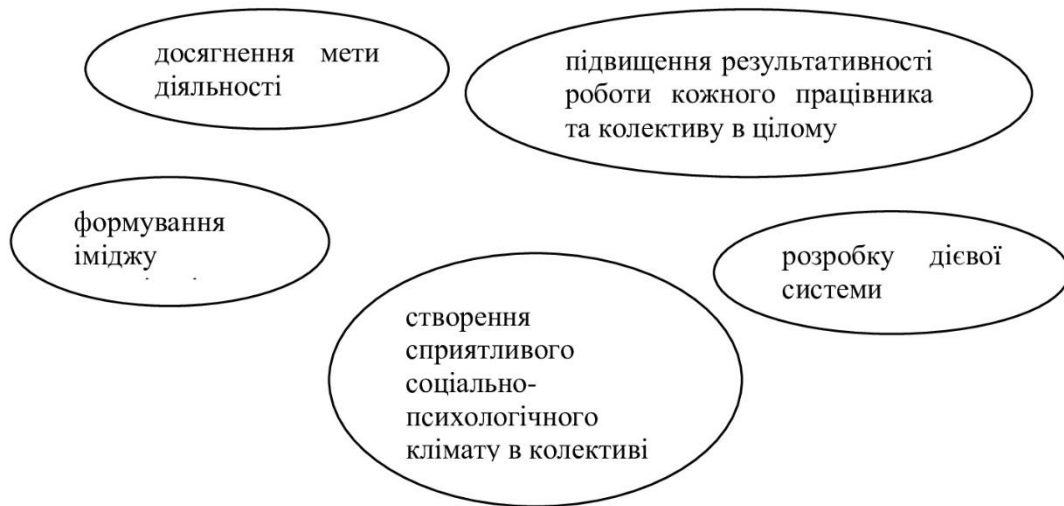 досягнення мети
діяльності
підвищення результативності
роботи кожного працівника
та колективу в цілому
формування
іміджу
розробку дієвої
системи
створення
сприятливого
соціально-
психологічного
клімату в колективі